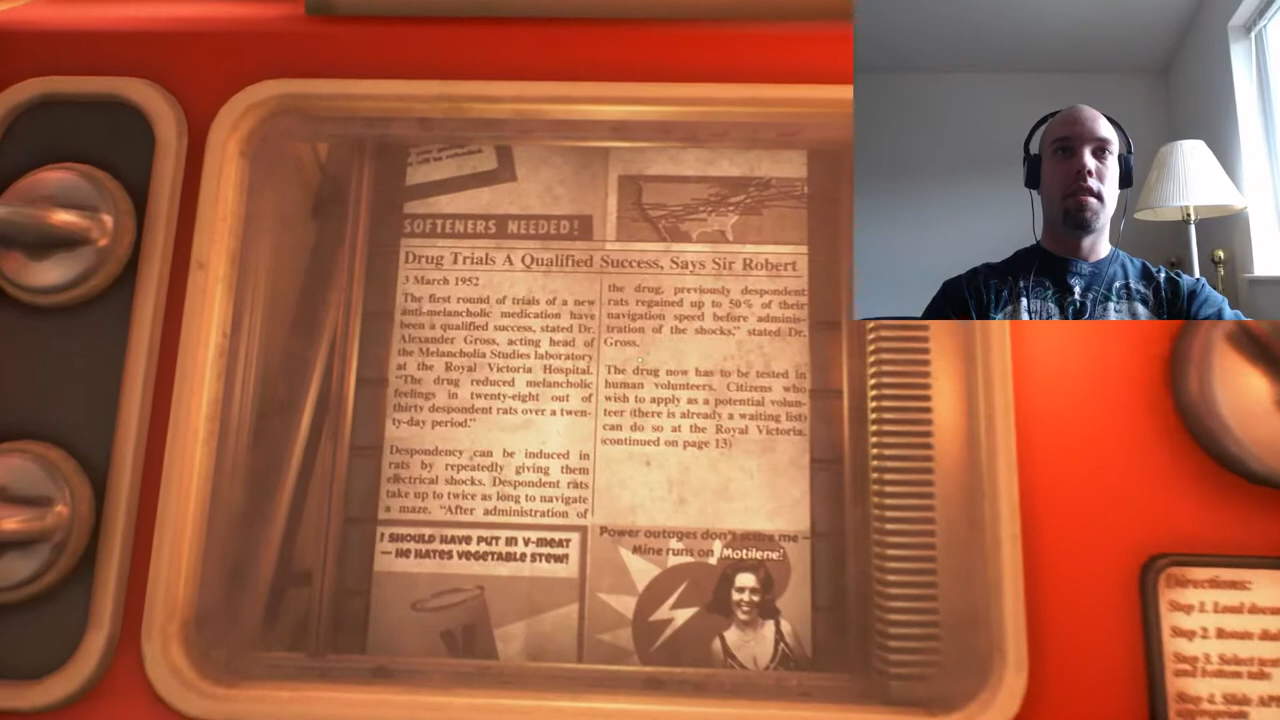 will be refunded.
SOFTENERS NEEDED!
Drug Trials A Qualified Success, Says Sir Robert
3 March 1952
The first round of trials of a new
anti-melancholic medication have
been a qualified success, stated Dr.
Alexander Gross, acting head of
the Melancholia Studies laboratory
at the Royal Victoria Hospital.
"The drug reduced melancholic
feelings in twenty-eight out of
thirty despondent rats over a twen-
ty-day period."
Despondency can be induced in
rats by repeatedly giving them
electrical shocks. Despondent rats
take up to twice as long to navigate
a maze. "After administration of
the drug, previously despondent
rats regained up to 50% of their
navigation speed before adminis-
tration of the shocks," stated Dr.
Gross.
The drug now has to be tested in
human volunteers. Citizens who
wish to apply as a potential volun-
teer (there is already a waiting list)
can do so at the Royal Victoria.
(continued on page 13)
I SHOULD HAVE PUT IN V-MEAT
— HE HATES VEGETABLE STEW!
Power outages don't scare me –
Mine runs on Motilene!
Directions:
Step 1. Load
Step 2. Rotate
Step 3. Select
and bottom tabs
Step 4. Slide